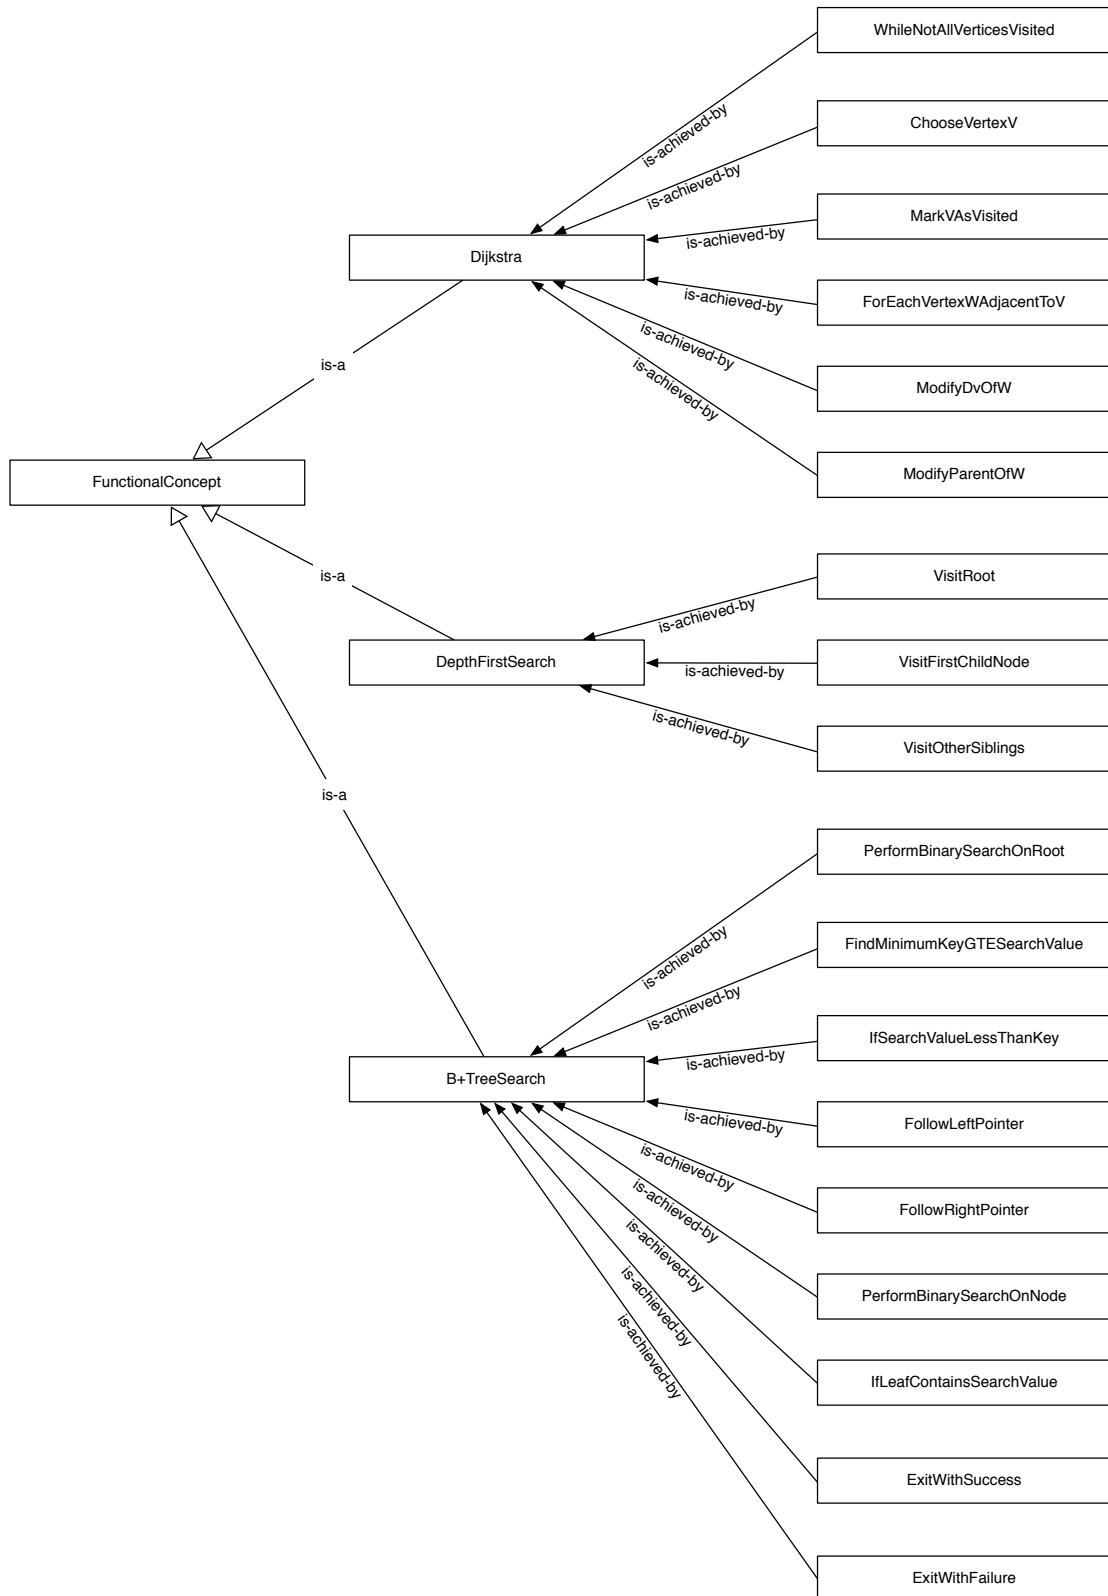 WhileNotAllVerticesVisited
is-achieved-by
ChooseVertexV
is-achieved-by
MarkVAsVisited
is-achieved-by
Dijkstra
ForEachVertexWAdjacentToV
is-achieved-by
is-achieved-by
ModifyDvOfW
is-a
is-achieved-by
ModifyParentOfW
FunctionalConcept
VisitRoot
is-a
is-achieved-by
DepthFirstSearch
VisitFirstChildNode
is-achieved-by
is-achieved-by
VisitOtherSiblings
is-a
PerformBinarySearchOnRoot
is-achieved-by
FindMinimumKeyGTESearchValue
is-achieved-by
IfSearchValueLessThanKey
is-achieved-by
B+TreeSearch
FollowLeftPointer
is-achieved-by
is-achieved-by
FollowRightPointer
is-achieved-by
PerformBinarySearchOnNode
is-achieved-by
IfLeafContainsSearchValue
is-achieved-by
ExitWithSuccess
is-achieved-by
ExitWithFailure